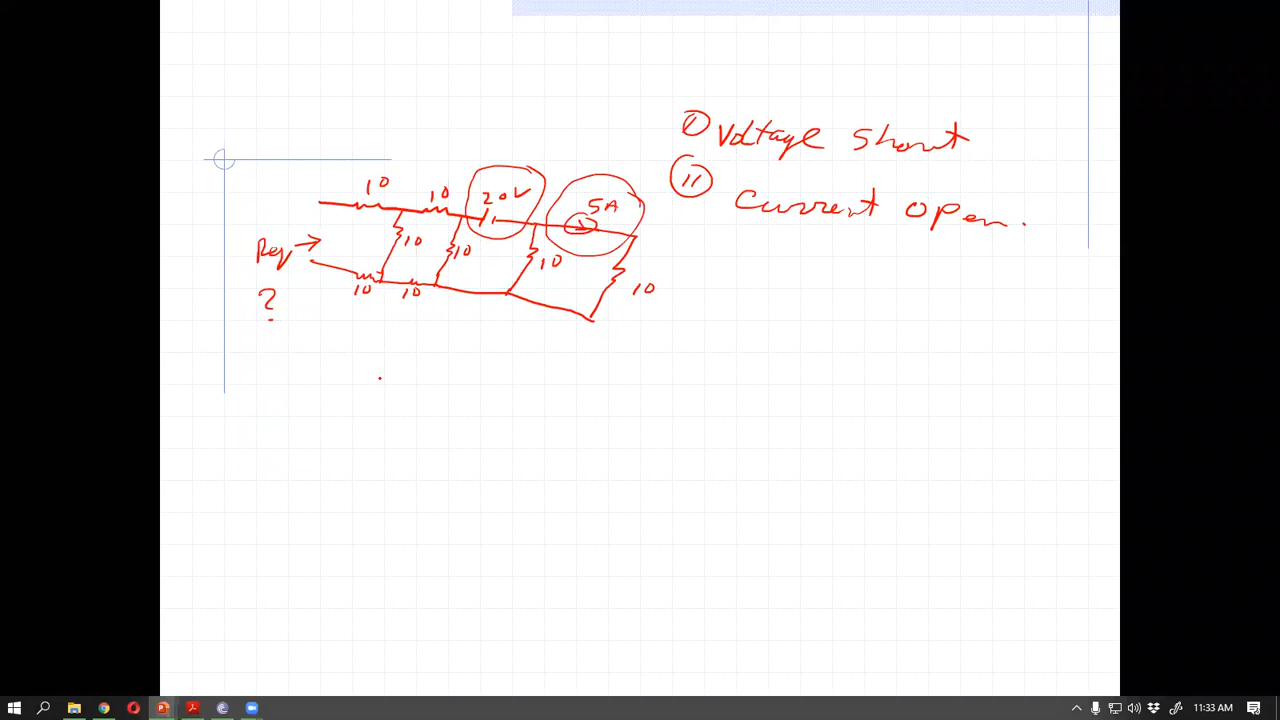 ① Voltage Short
⑪ Current open.
10 10 20V 5A
Req → 10 10 10 10
? 10 10
11:33 AM